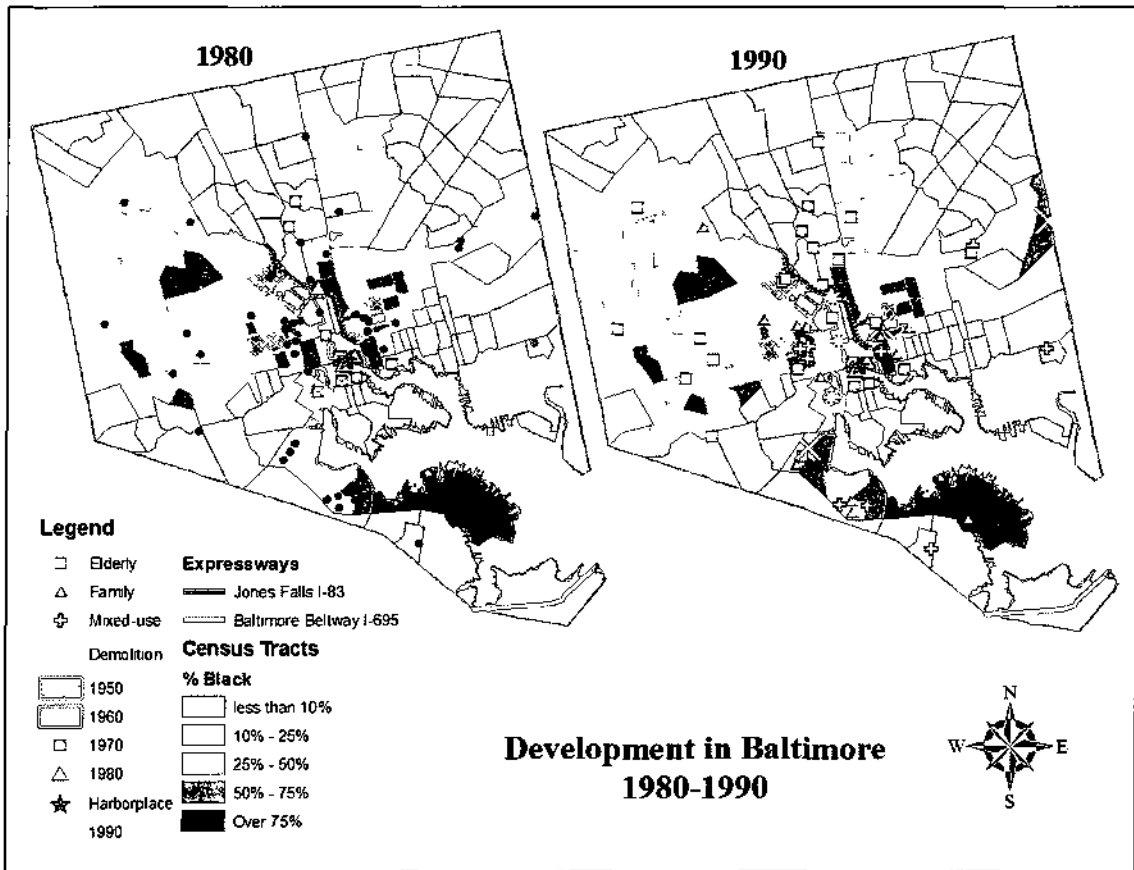 1980
1990
Legend
Elderly
Family
Mixed-use
Demolition
1950
1960
1970
1980
Harborplace
1990
Expressways
Jones Falls I-83
Baltimore Beltway I-695
Census Tracts
% Black
less than 10%
10% - 25%
25% - 50%
50% - 75%
Over 75%
Development in Baltimore
1980-1990
N
W
E
S